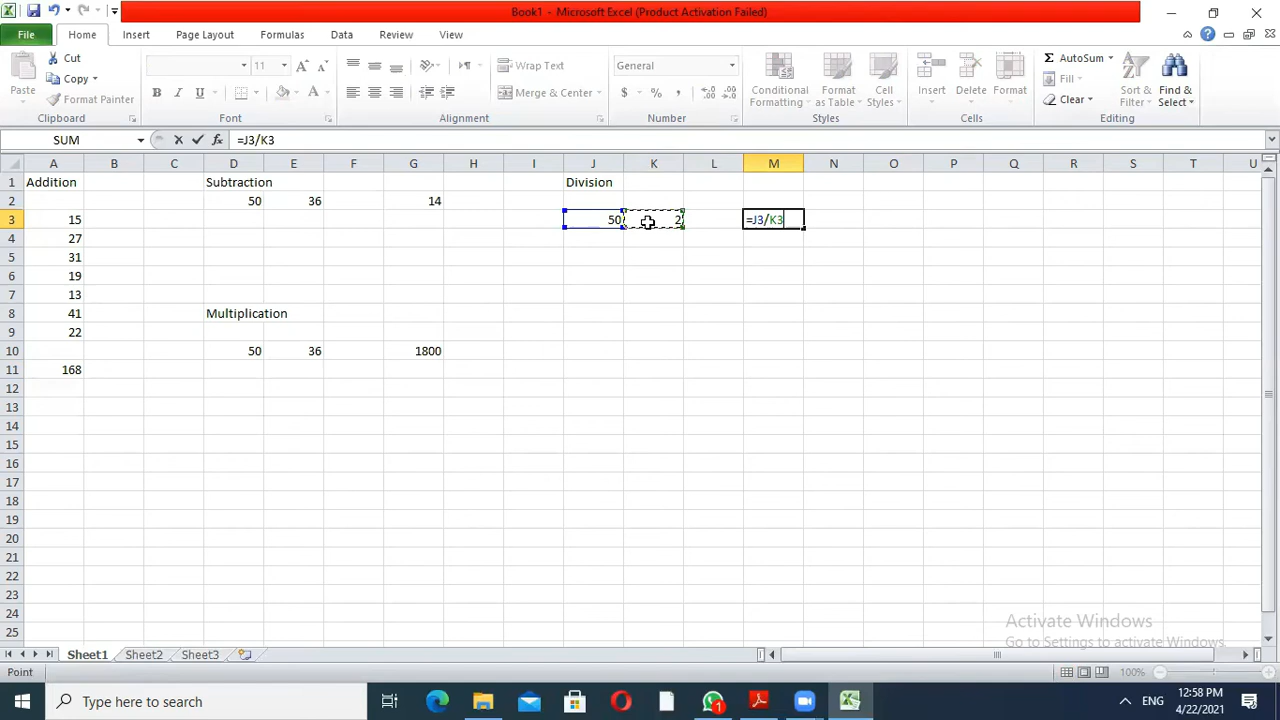 Book1 - Microsoft Excel (Product Activation Failed)
File Home Insert Page Layout Formulas Data Review View
Paste
Cut
Copy
Format Painter
Clipboard
11
B I U A
Font
Wrap Text
Merge & Center
Alignment
General
$ % ,
Number
Conditional Formatting
Format as Table
Cell Styles
Styles
Insert
Delete
Format
Cells
AutoSum
Fill
Clear
Sort & Filter
Find & Select
Editing
SUM fx =J3/K3
A B C D E F G H I J K L M N O P Q R S T U
1 Addition Subtraction Division
2 50 36 14
3 15 50 2 =J3/K3
4 27
5 31
6 19
7 13
8 41 Multiplication
9 22
10 50 36 1800
11 168
12
13
14
15
16
17
18
19
20
21
22
23
24
25
Activate Windows
Go to Settings to activate Windows.
Sheet1 Sheet2 Sheet3
Point 100%
Type here to search
1
ENG
12:58 PM
4/22/2021